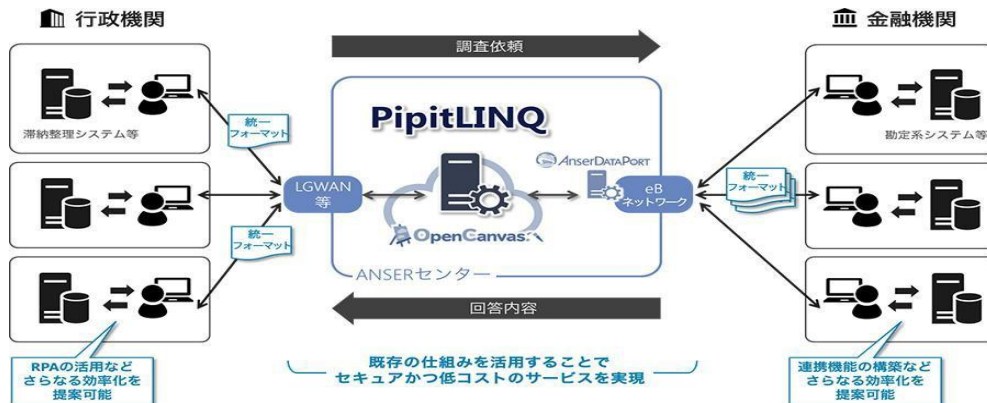 行政機関
金融機関
調査依頼
PipitLINQ
滞納整理システム等
勘定系システム等
統一
フォーマット
AnserDataPort
統一
フォーマット
LGWAN
等
eB
ネットワーク
統一
フォーマット
OpenCanvas
ANSERセンター
回答内容
RPAの活用など
さらなる効率化を
提案可能
既存の仕組みを活用することで
セキュアかつ低コストのサービスを実現
連携機能の構築など
さらなる効率化を
提案可能